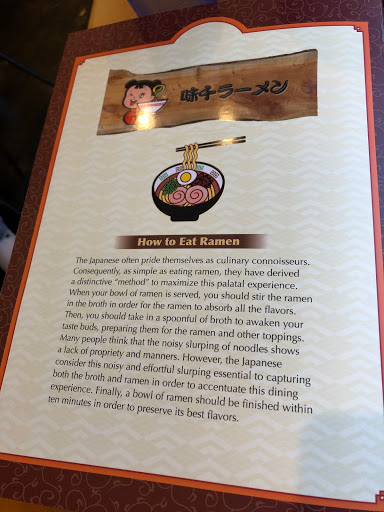 味千ラーメン
How to Eat Ramen
The Japanese often pride themselves as culinary connoisseurs.
Consequently, as simple as eating ramen, they have derived
a distinctive “method” to maximize this palatal experience.
When your bowl of ramen is served, you should stir the ramen
in the broth in order for the ramen to absorb all the flavors.
Then, you should take in a spoonful of broth to awaken your
taste buds, preparing them for the ramen and other toppings.
Many people think that the noisy slurping of noodles shows
a lack of propriety and manners. However, the Japanese
consider this noisy and effortful slurping essential to capturing
both the broth and ramen in order to accentuate this dining
experience. Finally, a bowl of ramen should be finished within
ten minutes in order to preserve its best flavors.